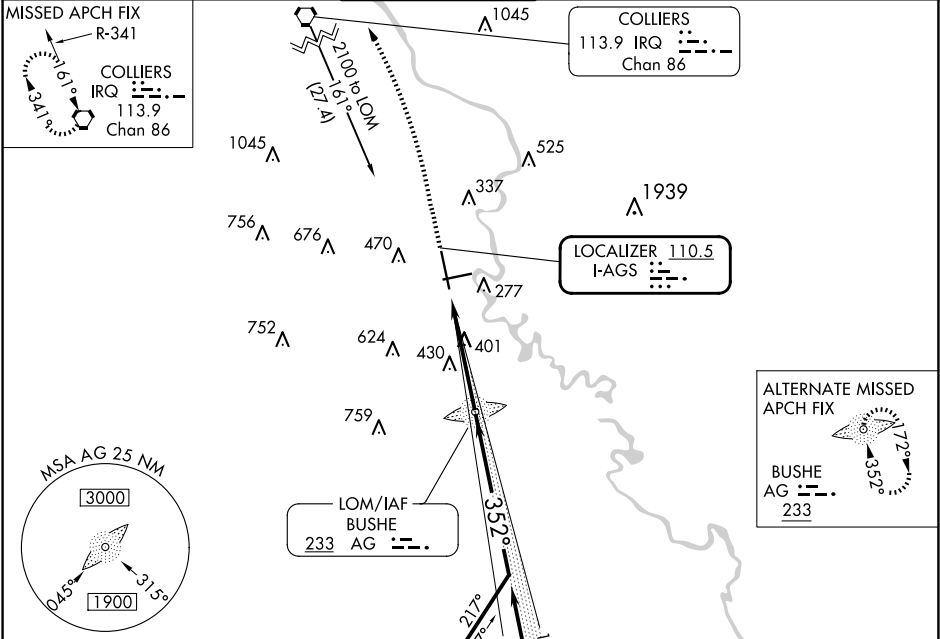 MISSED APCH FIX
R-341
161°
341°
COLLIERS
IRQ
113.9
Chan 86
2100 to LOM
161°
(27.4)
1045
COLLIERS
113.9 IRQ
Chan 86
1045
525
337
1939
756
676
470
LOCALIZER 110.5
I-AGS
277
752
624
430
401
759
ALTERNATE MISSED
APCH FIX
172°
352°
BUSHE
AG
233
MSA AG 25 NM
3000
045°
315°
1900
LOM/IAF
BUSHE
233 AG
352°
217°